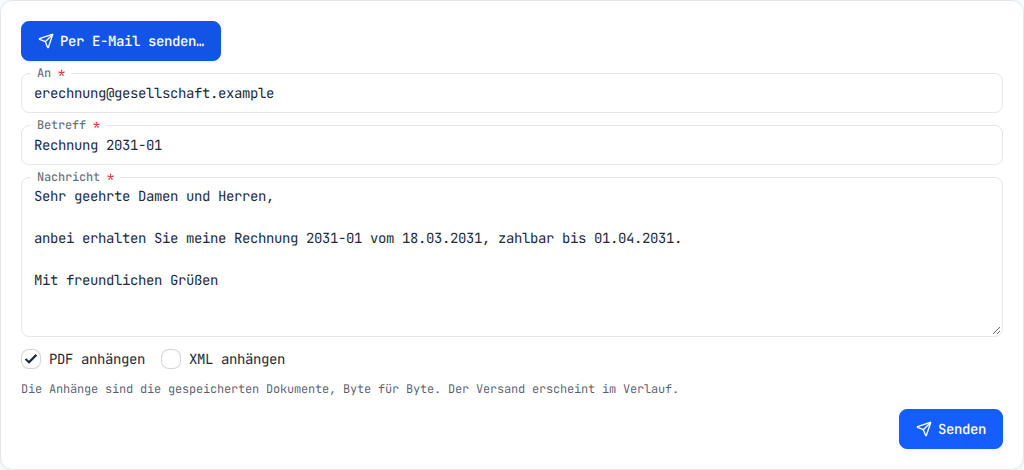 Per E-Mail senden…
An *
erechnung@gesellschaft.example
Betreff *
Rechnung 2031-01
Nachricht *
Sehr geehrte Damen und Herren,
anbei erhalten Sie meine Rechnung 2031-01 vom 18.03.2031, zahlbar bis 01.04.2031.
Mit freundlichen Grüßen
PDF anhängen XML anhängen
Die Anhänge sind die gespeicherten Dokumente, Byte für Byte. Der Versand erscheint im Verlauf.
Senden